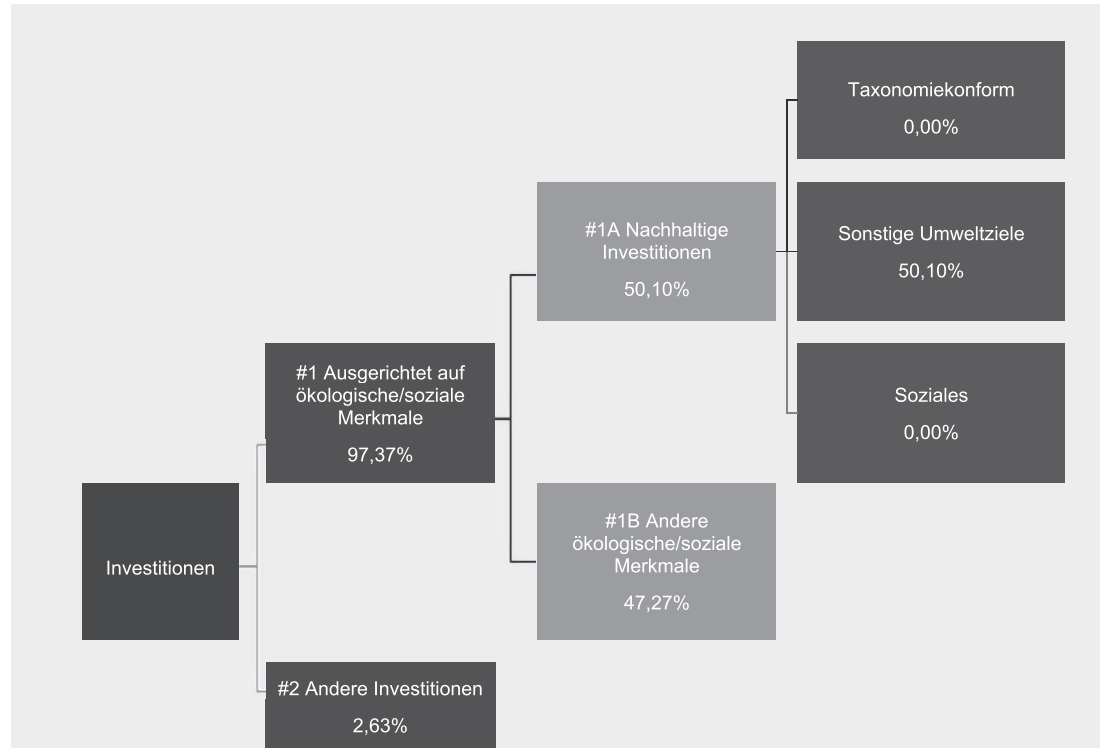 Investitionen
#1 Ausgerichtet auf
ökologische/soziale
Merkmale
97,37%
#2 Andere Investitionen
2,63%
#1A Nachhaltige
Investitionen
50,10%
#1B Andere
ökologische/soziale
Merkmale
47,27%
Taxonomiekonform
0,00%
Sonstige Umweltziele
50,10%
Soziales
0,00%